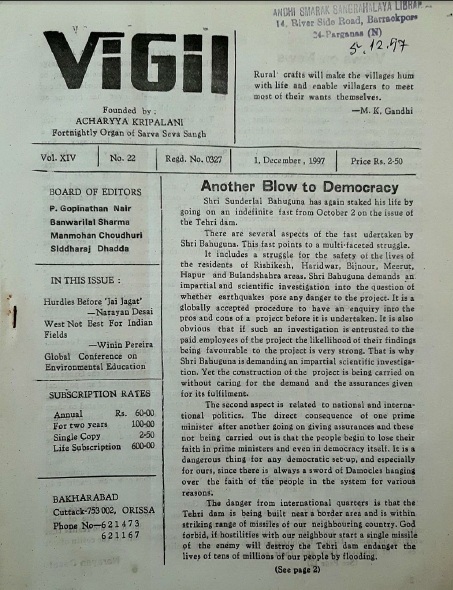 ANDHI SMARAK SANGRAHALAYA LIBRAR
14, River Side Road, Barrackpore
24-Parganas (N)
5.12.97
ViGiL
Founded by :
ACHARYYA KRIPALANI
Fortnightly Organ of Sarva Seva Sangh
Rural crafts will make the villages hum
with life and enable villagers to meet
most of their wants themselves.
—M. K. Gandhi
Vol. XIV
No. 22
Regd. No. 0327
1, December, 1997
Price Rs. 2-50
BOARD OF EDITORS
P. Gopinathan Nair
Banwarilal Sharma
Manmohan Choudhuri
Siddharaj Dhadda
IN THIS ISSUE :
Hurdles Before 'Jai Jagat'
—Narayan Desai
West Not Best For Indian
Fields
—Winin Pereira
Global Conference on
Environmental Education
SUBSCRIPTION RATES
Annual Rs. 60-00
For two years 100-00
Single Copy 2-50
Life Subscription 600-00
BAKHARABAD
Cuttack-753 002, ORISSA
Phone No—621473
621167
Another Blow to Democracy
Shri Sunderlal Bahuguna has again staked his life by
going on an indefinite fast from October 2 on the issue of
the Tehri dam.
There are several aspects of the fast udertaken by
Shri Bahuguna. This fast points to a multi-faceted struggle.
It includes a struggle for the safety of the lives of
the residents of Rishikesh, Haridwar, Bijnour, Meerut,
Hapur and Bulandshahra areas. Shri Bahuguna demands an
impartial and scientific investigation into the question of
whether earthquakes pose any danger to the project. It is a
globally accepted procedure to have an enquiry into the
pros and cons of a project before it is undertaken. It is also
obvious that if such an investigation is entrusted to the
paid employees of the project the likelihood of their findings
being favourable to the project is very strong. That is why
Shri Bahuguna is demanding an impartial scientific investiga-
tion. Yet the construction of the project is being carried on
without caring for the demand and the assurances given
for its fulfilment.
The second aspect is related to national and interna-
tional politics. The direct consequence of one prime
minister after another going on giving assurances and these
not being carried out is that the people begin to lose their
faith in prime ministers and even in democracy itself. It is a
dangerous thing for any democratic set-up, and especially
for ours, since there is always a sword of Damocles hanging
over the faith of the people in the system for various
reasons.
The danger from international quarters is that the
Tehri dam is being built near a border area and is within
striking range of missiles of our neighbouring country. God
forbid, if hostilities with our neighbour start a single missile
of the enemy will destroy the Tehri dam endanger the
lives of tens of millions of our people by flooding.
(See page 2)